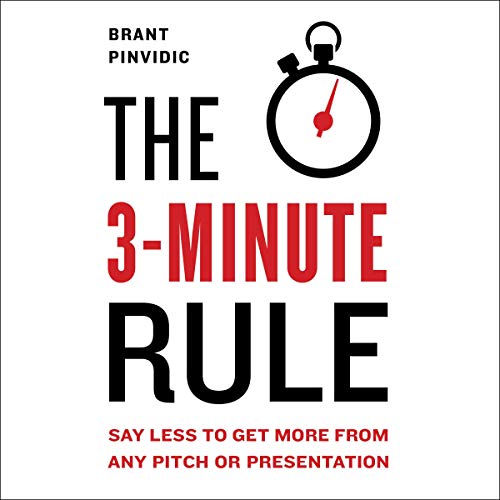 BRANT
PINVIDIC
THE
3-MINUTE
RULE
SAY LESS TO GET MORE FROM
ANY PITCH OR PRESENTATION